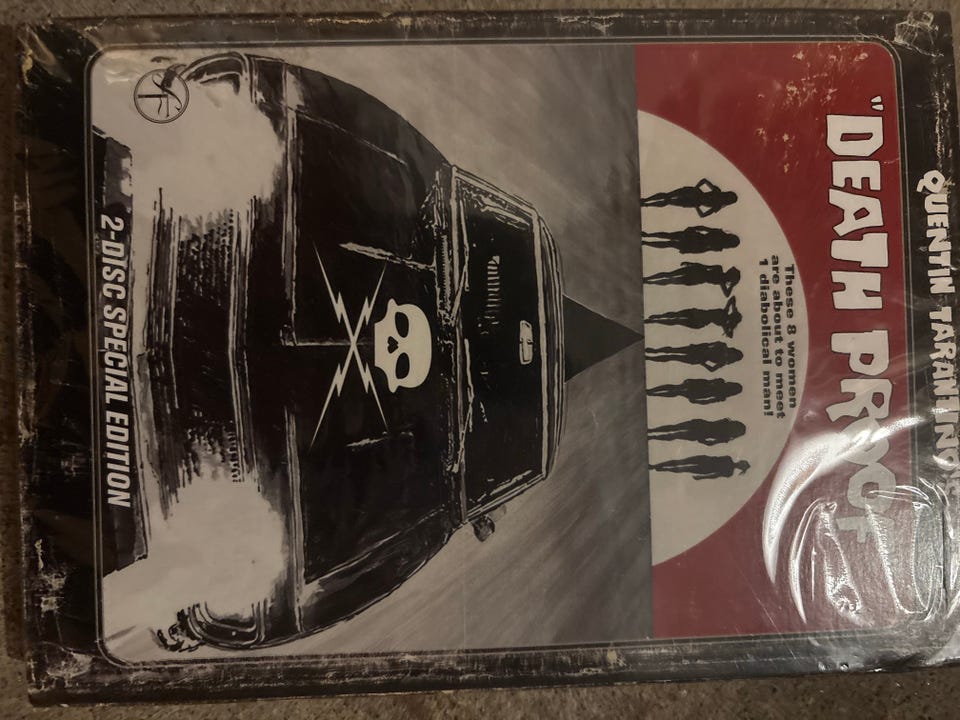 QUENTIN TARANTINO'S
"DEATH PROOF"
These 8 women
are about to meet
1 diabolical man!
2-DISC SPECIAL EDITION